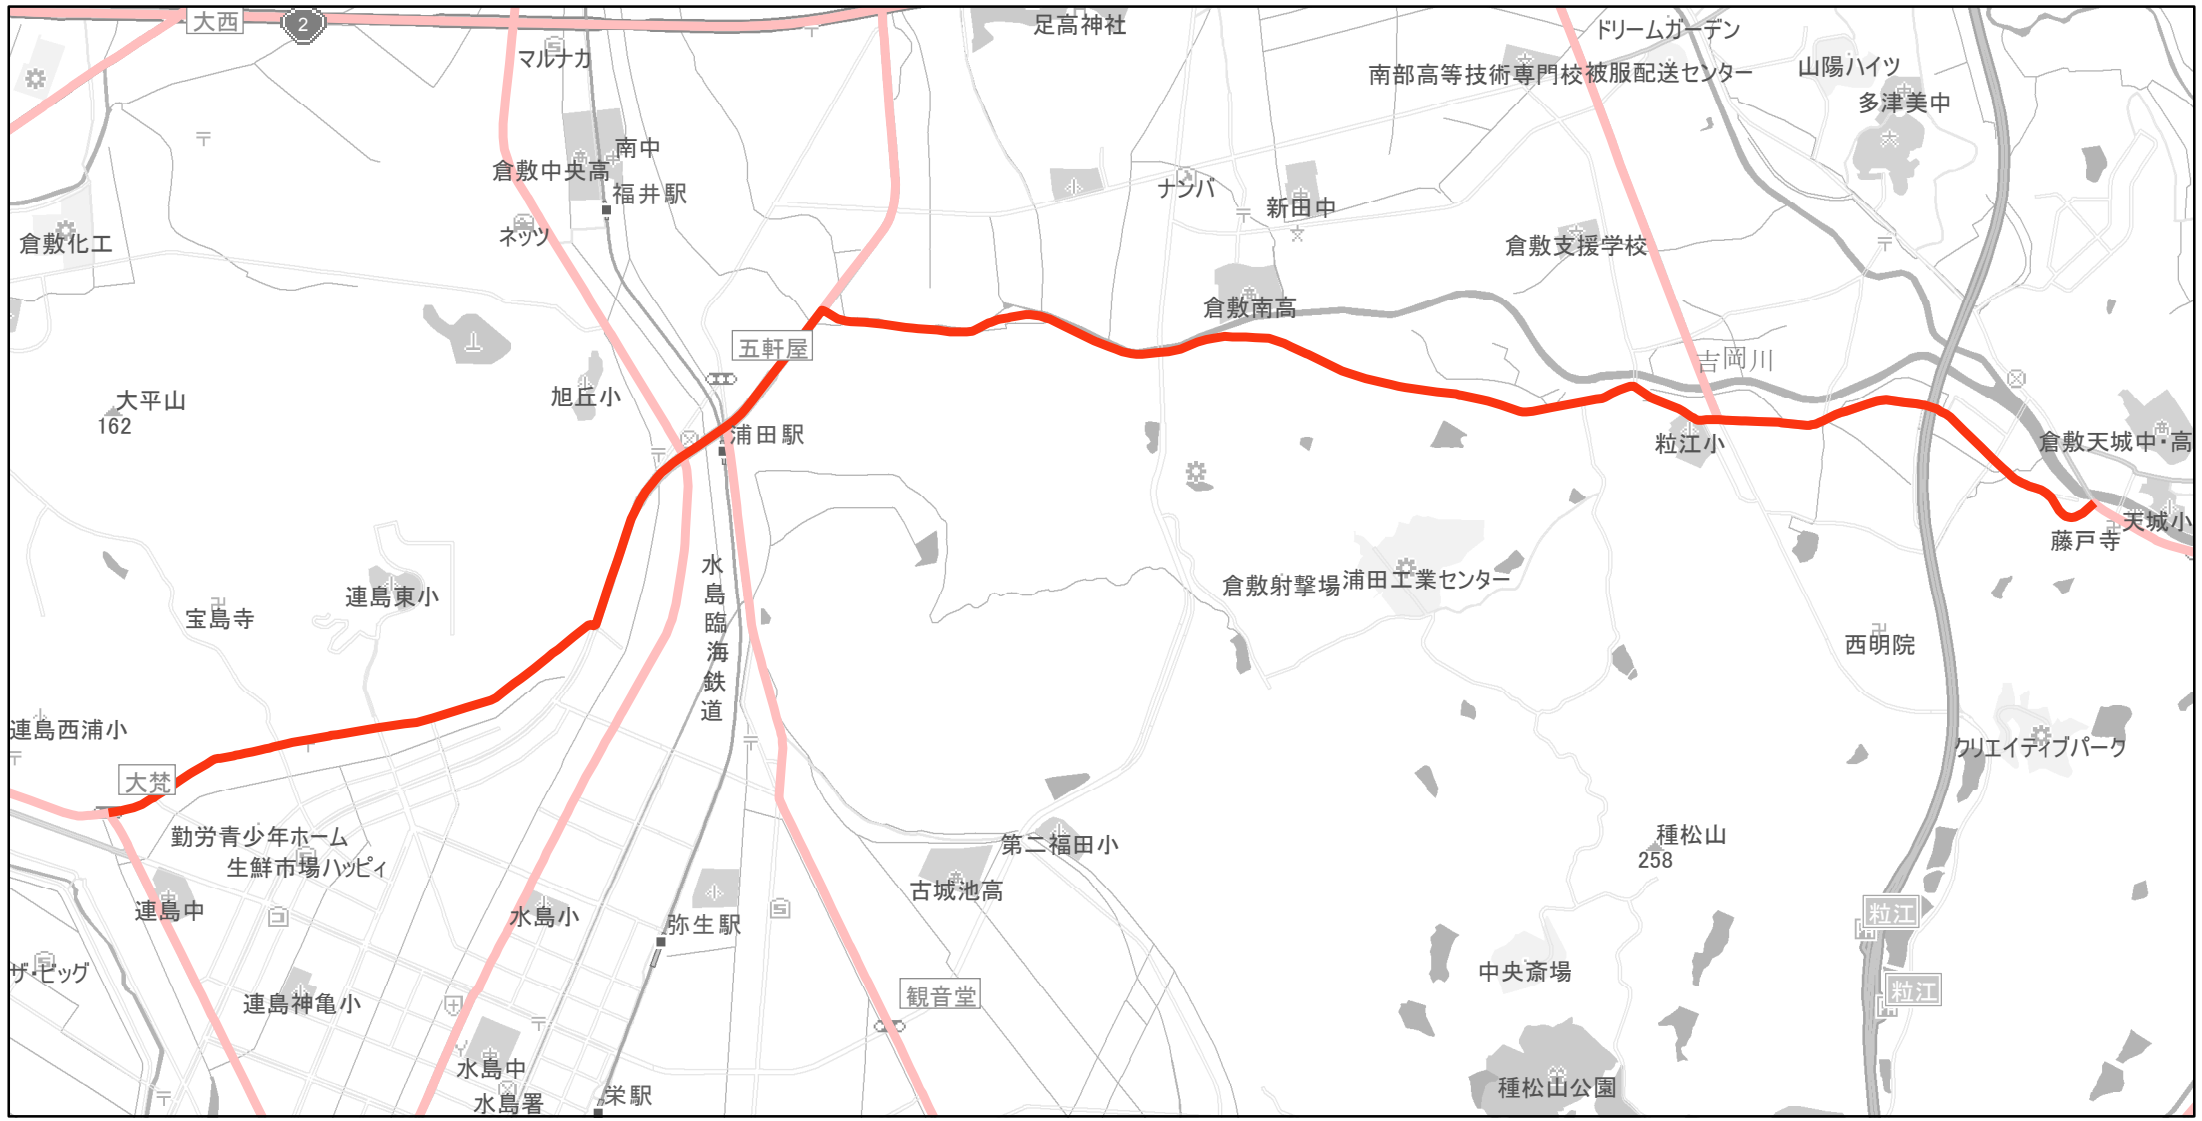 大西
2
足高神社
ドリームガーデン
マルナカ
南部高等技術専門校
被服配送センター
山陽ハイツ
多津美中
南中
倉敷中央高
福井駅
ナンバ
新田中
ネッツ
倉敷化工
倉敷支援学校
倉敷南高
五軒屋
吉岡川
旭丘小
大平山
162
浦田駅
粒江小
倉敷天城中・高
天城小
藤戸寺
水島臨海鉄道
倉敷射撃場
浦田工業センター
連島東小
宝島寺
西明院
連島西浦小
クリエイティブパーク
大梵
勤労青少年ホーム
生鮮市場ハッピィ
第二福田小
種松山
258
古城池高
連島中
水島小
弥生駅
粒江
ザ・ビッグ
中央斎場
連島神亀小
観音堂
粒江
水島中
種松山公園
水島署
栄駅